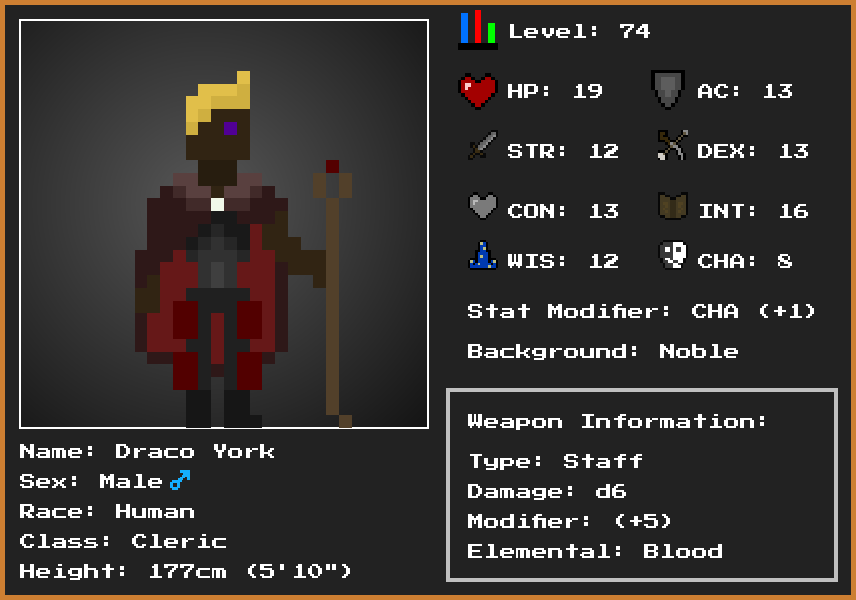 Level: 74
HP: 19 AC: 13
STR: 12 DEX: 13
CON: 13 INT: 16
WIS: 12 CHA: 8
Stat Modifier: CHA (+1)
Background: Noble
Weapon Information:
Type: Staff
Damage: d6
Modifier: (+5)
Elemental: Blood
Name: Draco York
Sex: Male♂
Race: Human
Class: Cleric
Height: 177cm (5'10")